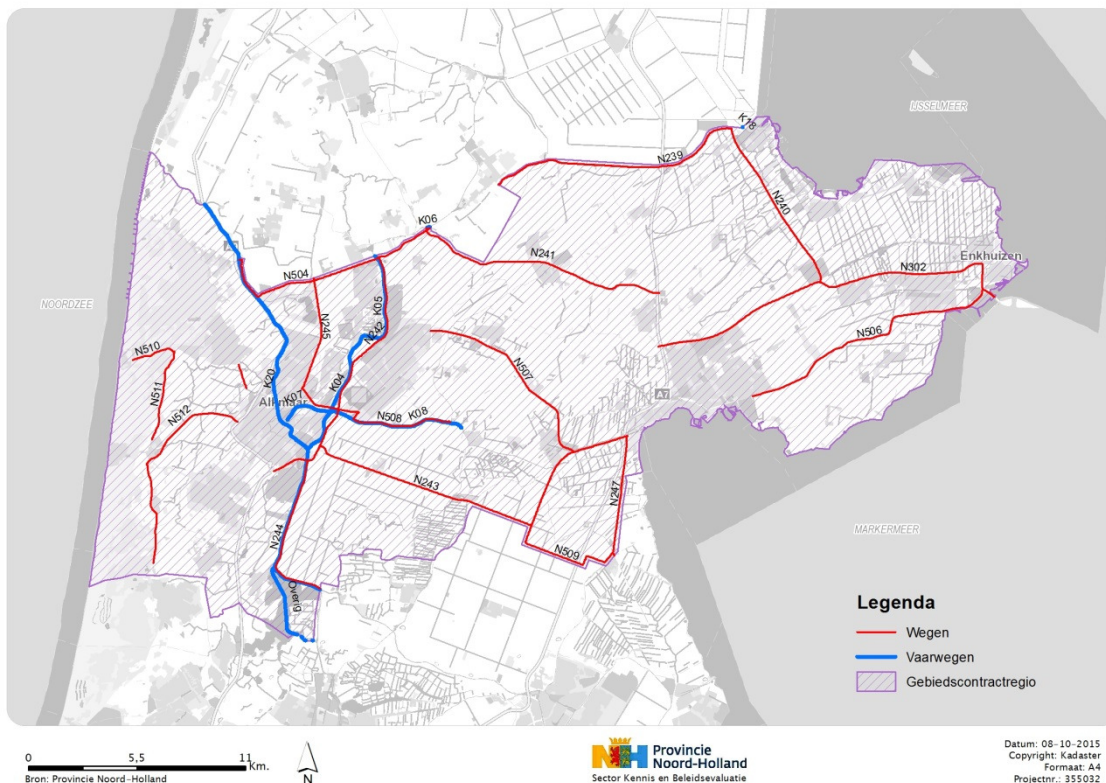 K18
IJSSELMEER
N239
N240
K06
N241
Enkhuizen
N302
N504
NOORDZEE
K05
N245
N242
N506
N510
N507
K20
K04
N511
A7
Alkmaar
K07
N512
N508
K08
N243
N247
N244
MARKERMEER
N509
Overig
Legenda
Wegen
Vaarwegen
Gebiedscontractregio
0 5,5 11
Km.
Bron: Provincie Noord-Holland
N
NH
Provincie
Noord-Holland
Sector Kennis en Beleidsevaluatie
Datum: 08-10-2015
Copyright: Kadaster
Formaat: A4
Projectnr.: 355032